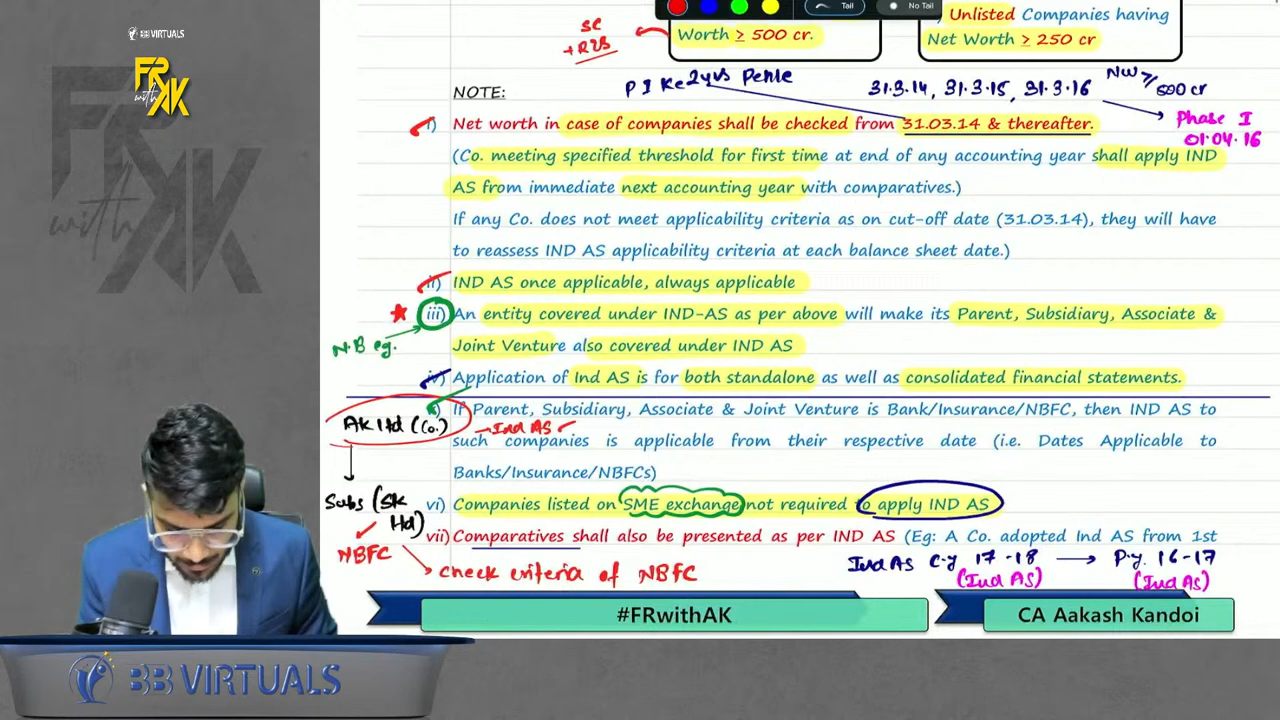 BB VIRTUALS
FR
with
AK
FR
with
AK
Tail
No Tail
SC
+R2S
Worth ≥ 500 cr.
Unlisted Companies having
Net Worth ≥ 250 cr
P I Ke 2yrs Pehle
31.3.14, 31.3.15, 31.3.16
NW ≥ 500 cr
Phase I
01.04.16
NOTE:
i) Net worth in case of companies shall be checked from 31.03.14 & thereafter.
(Co. meeting specified threshold for first time at end of any accounting year shall apply IND
AS from immediate next accounting year with comparatives.)
If any Co. does not meet applicability criteria as on cut-off date (31.03.14), they will have
to reassess IND AS applicability criteria at each balance sheet date.)
ii) IND AS once applicable, always applicable
iii) An entity covered under IND-AS as per above will make its Parent, Subsidiary, Associate &
Joint Venture also covered under IND AS
N.B eg.
iv) Application of Ind AS is for both standalone as well as consolidated financial statements.
) If Parent, Subsidiary, Associate & Joint Venture is Bank/Insurance/NBFC, then IND AS to
AK ltd (Co.)
Ind AS
such companies is applicable from their respective date (i.e. Dates Applicable to
Banks/Insurance/NBFCs)
Subs (SK
ltd)
vi) Companies listed on SME exchange not required to apply IND AS
vii) Comparatives shall also be presented as per IND AS (Eg: A Co. adopted Ind AS from 1st
NBFC
check criteria of NBFC
Ind AS C.y 17-18 → P.y. 16-17
(Ind AS) (Ind AS)
#FRwithAK
CA Aakash Kandoi
BB VIRTUALS